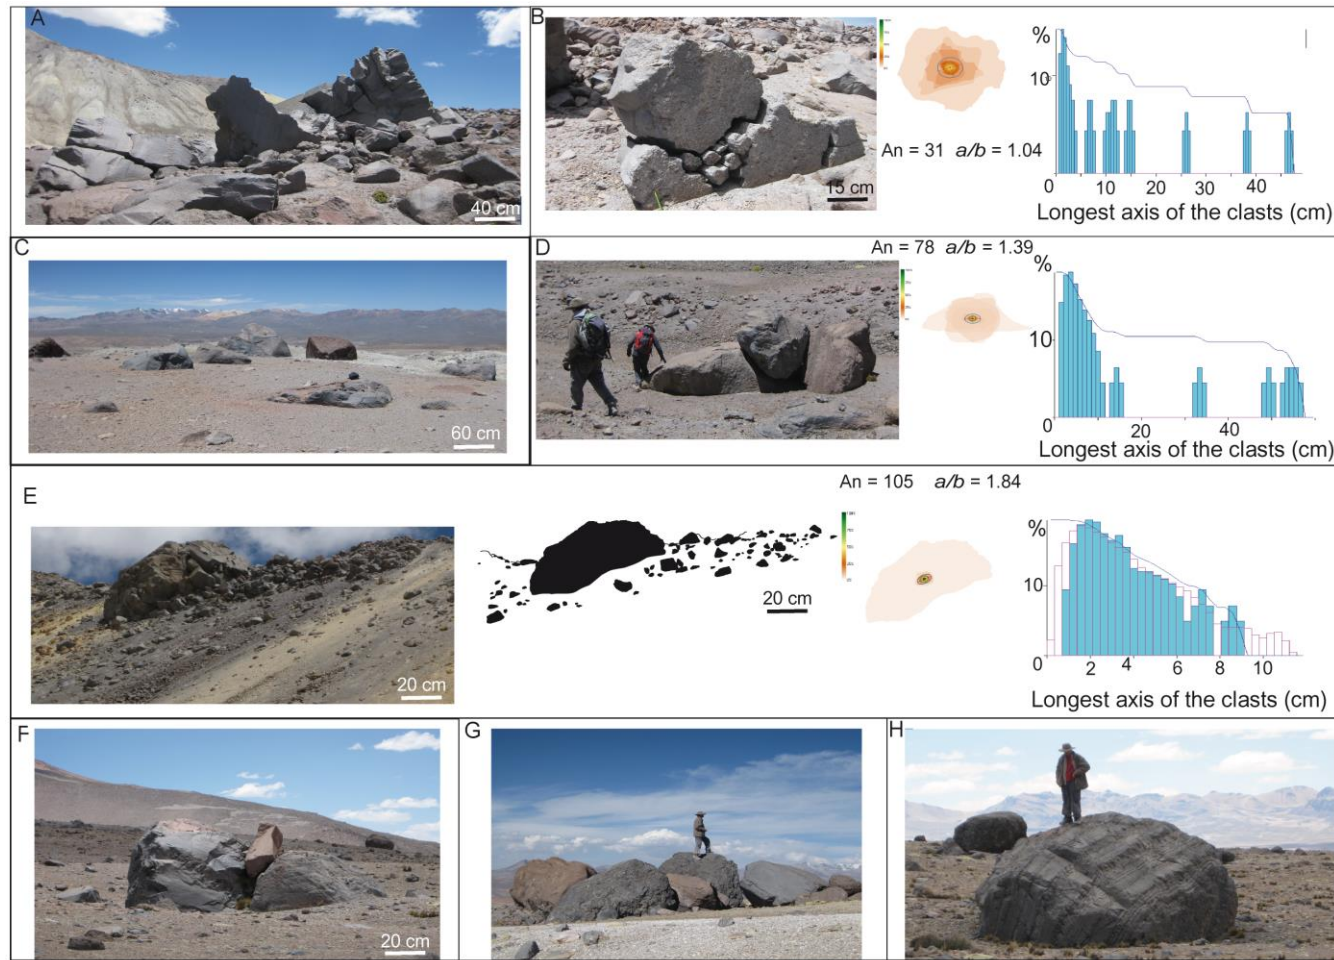 A
40 cm
B
15 cm
An = 31 a/b = 1.04
%
10
0 10 20 30 40
Longest axis of the clasts (cm)
C
60 cm
D
An = 78 a/b = 1.39
%
10
0 20 40
Longest axis of the clasts (cm)
E
20 cm
20 cm
An = 105 a/b = 1.84
%
10
0 2 4 6 8 10
Longest axis of the clasts (cm)
F
20 cm
G
H